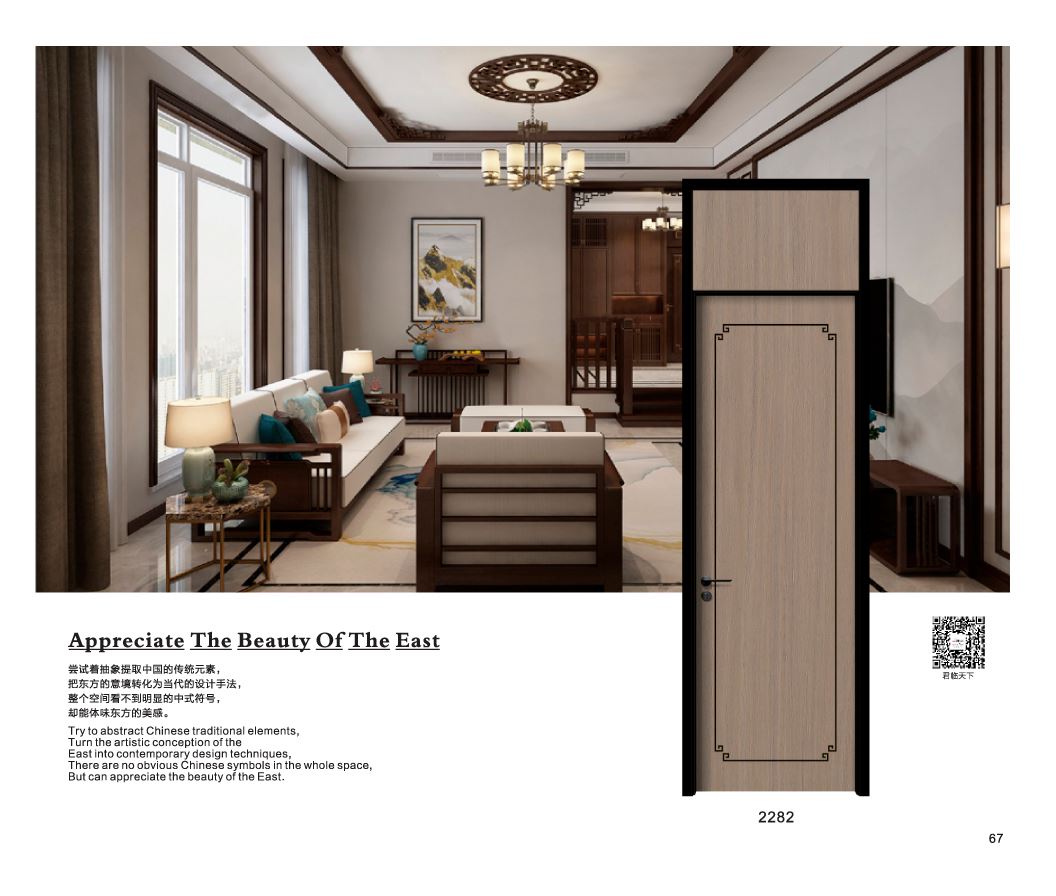 Appreciate The Beauty Of The East
尝试着抽象提取中国的传统元素，
把东方的意境转化为当代的设计手法，
整个空间看不到明显的中式符号，
却能体味东方的美感。
Try to abstract Chinese traditional elements,
Turn the artistic conception of the
East into contemporary design techniques,
There are no obvious Chinese symbols in the whole space,
But can appreciate the beauty of the East.
君临天下
2282
67